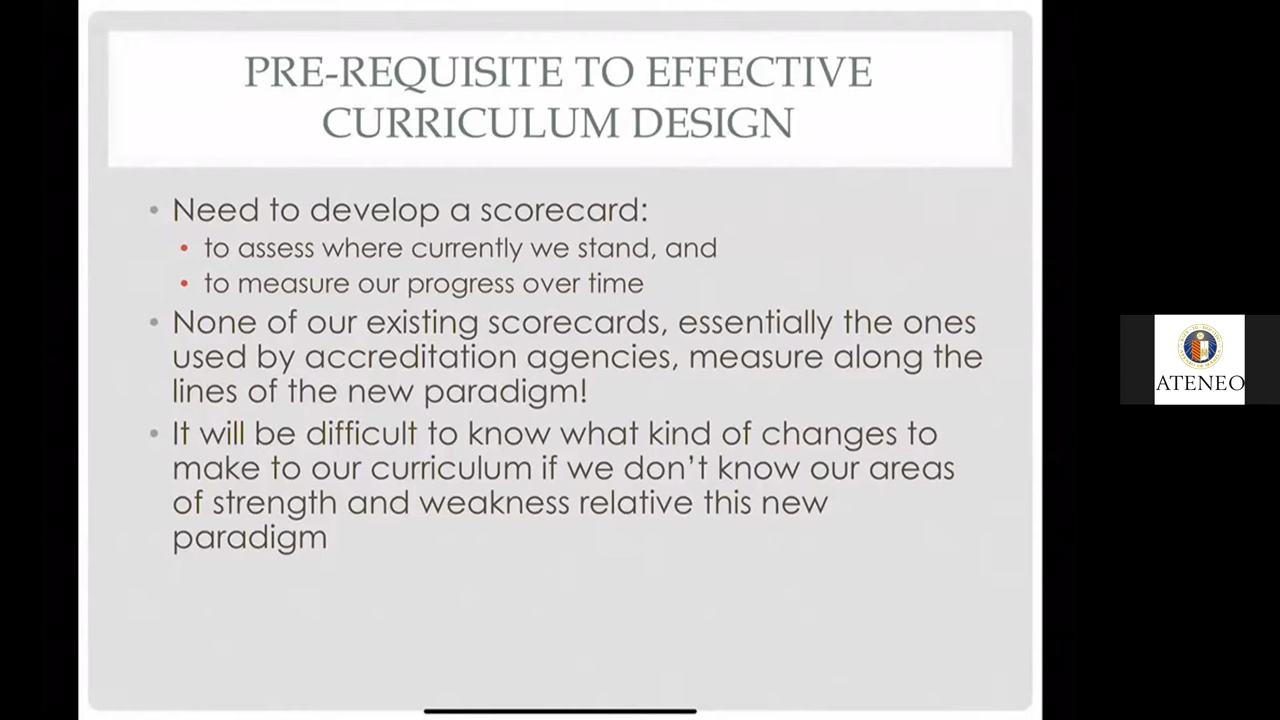 PRE-REQUISITE TO EFFECTIVE
CURRICULUM DESIGN
• Need to develop a scorecard:
• to assess where currently we stand, and
• to measure our progress over time
• None of our existing scorecards, essentially the ones
used by accreditation agencies, measure along the
lines of the new paradigm!
• It will be difficult to know what kind of changes to
make to our curriculum if we don't know our areas
of strength and weakness relative this new
paradigm
ATENEO